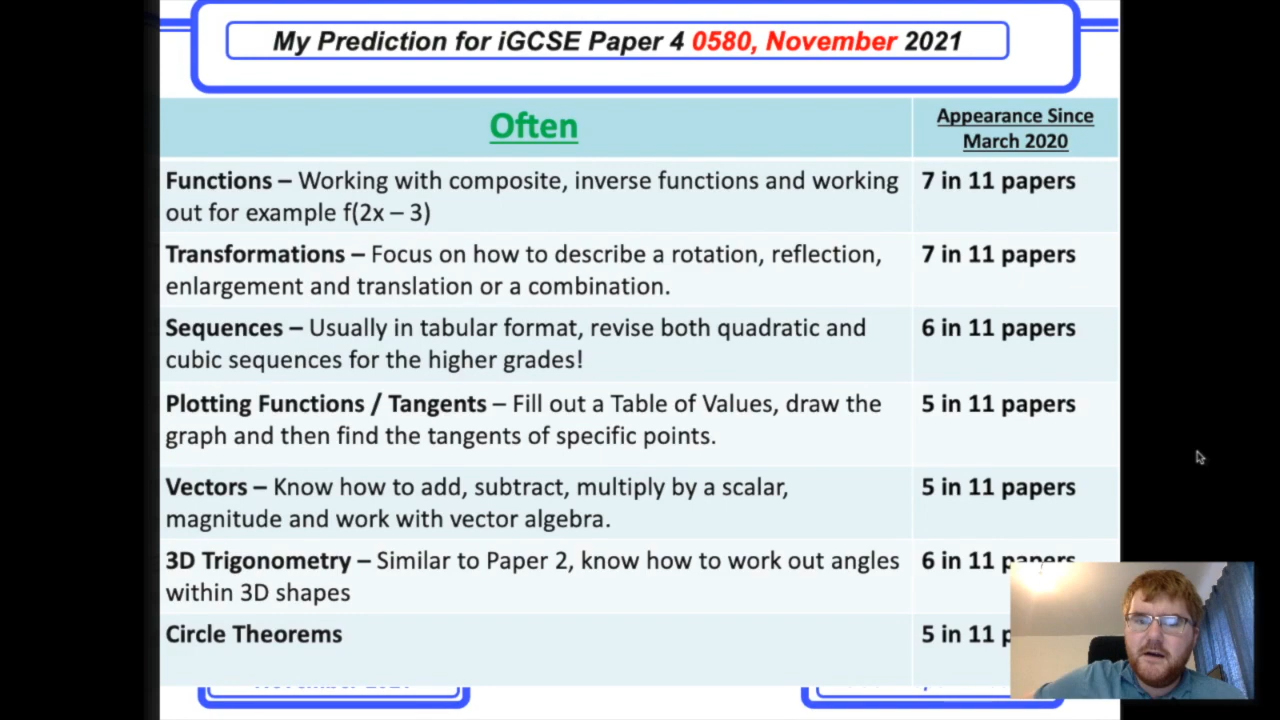 My Prediction for iGCSE Paper 4 0580, November 2021
Often
Appearance Since
March 2020
Functions – Working with composite, inverse functions and working
out for example f(2x – 3)
7 in 11 papers
Transformations – Focus on how to describe a rotation, reflection,
enlargement and translation or a combination.
7 in 11 papers
Sequences – Usually in tabular format, revise both quadratic and
cubic sequences for the higher grades!
6 in 11 papers
Plotting Functions / Tangents – Fill out a Table of Values, draw the
graph and then find the tangents of specific points.
5 in 11 papers
Vectors – Know how to add, subtract, multiply by a scalar,
magnitude and work with vector algebra.
5 in 11 papers
3D Trigonometry – Similar to Paper 2, know how to work out angles
within 3D shapes
6 in 11 papers
Circle Theorems
5 in 11